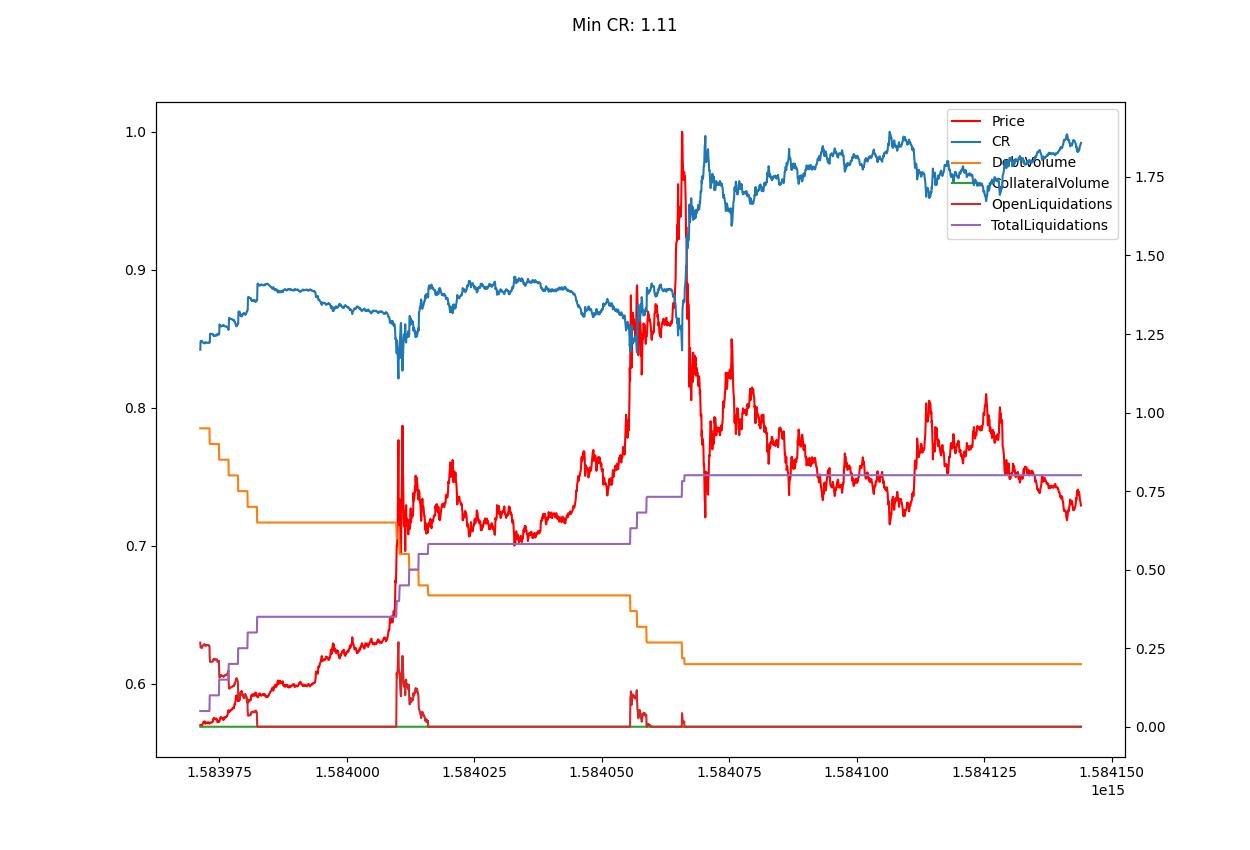 Min CR: 1.11
Price
CR
DebtVolume
CollateralVolume
OpenLiquidations
TotalLiquidations
1.0
0.9
0.8
0.7
0.6
1.75
1.50
1.25
1.00
0.75
0.50
0.25
0.00
1.583975 1.584000 1.584025 1.584050 1.584075 1.584100 1.584125 1.584150
1e15